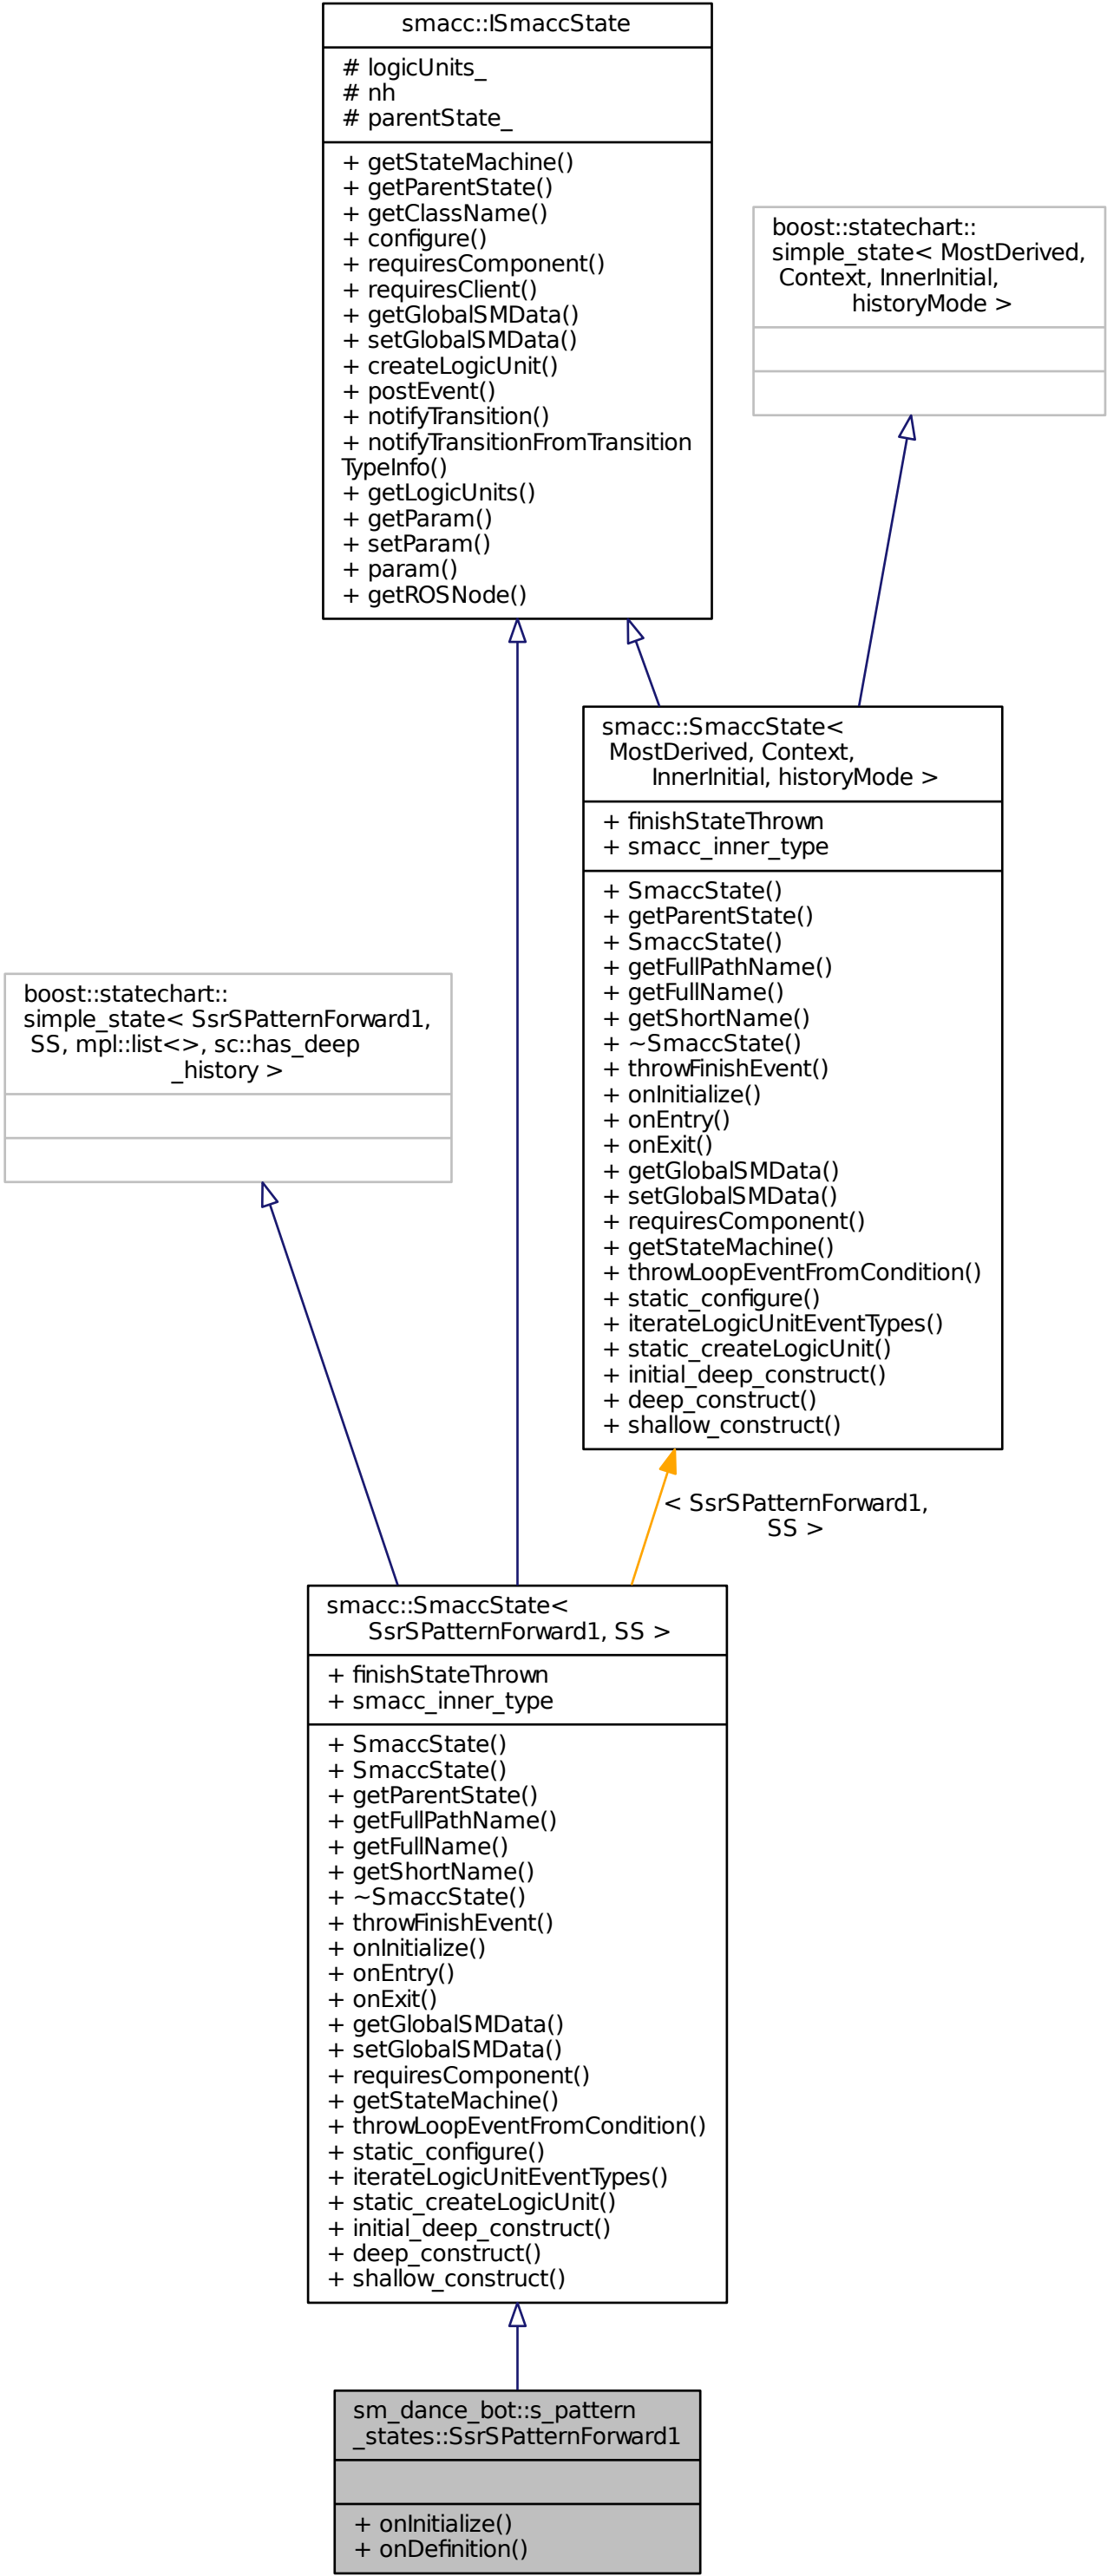 smacc::ISmaccState
# logicUnits_
# nh
# parentState_
+ getStateMachine()
+ getParentState()
+ getClassName()
+ configure()
+ requiresComponent()
+ requiresClient()
+ getGlobalSMData()
+ setGlobalSMData()
+ createLogicUnit()
+ postEvent()
+ notifyTransition()
+ notifyTransitionFromTransition
TypeInfo()
+ getLogicUnits()
+ getParam()
+ setParam()
+ param()
+ getROSNode()
boost::statechart::
simple_state< MostDerived,
Context, InnerInitial,
historyMode >
smacc::SmaccState<
MostDerived, Context,
InnerInitial, historyMode >
+ finishStateThrown
+ smacc_inner_type
+ SmaccState()
+ getParentState()
+ SmaccState()
+ getFullPathName()
+ getFullName()
+ getShortName()
+ ~SmaccState()
+ throwFinishEvent()
+ onInitialize()
+ onEntry()
+ onExit()
+ getGlobalSMData()
+ setGlobalSMData()
+ requiresComponent()
+ getStateMachine()
+ throwLoopEventFromCondition()
+ static_configure()
+ iterateLogicUnitEventTypes()
+ static_createLogicUnit()
+ initial_deep_construct()
+ deep_construct()
+ shallow_construct()
boost::statechart::
simple_state< SsrSPatternForward1,
SS, mpl::list<>, sc::has_deep
_history >
< SsrSPatternForward1,
SS >
smacc::SmaccState<
SsrSPatternForward1, SS >
+ finishStateThrown
+ smacc_inner_type
+ SmaccState()
+ SmaccState()
+ getParentState()
+ getFullPathName()
+ getFullName()
+ getShortName()
+ ~SmaccState()
+ throwFinishEvent()
+ onInitialize()
+ onEntry()
+ onExit()
+ getGlobalSMData()
+ setGlobalSMData()
+ requiresComponent()
+ getStateMachine()
+ throwLoopEventFromCondition()
+ static_configure()
+ iterateLogicUnitEventTypes()
+ static_createLogicUnit()
+ initial_deep_construct()
+ deep_construct()
+ shallow_construct()
sm_dance_bot::s_pattern
_states::SsrSPatternForward1
+ onInitialize()
+ onDefinition()